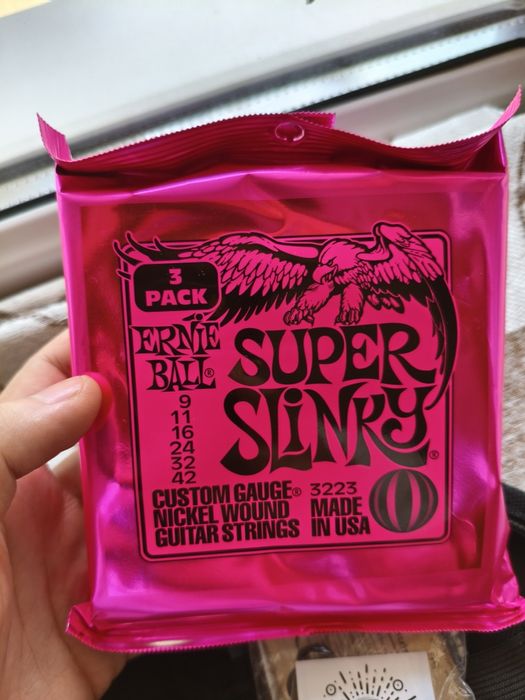 3
PACK
ERNIE
BALL®
SUPER
SLINKY®
9
11
16
24
32
42
CUSTOM GAUGE®
NICKEL WOUND
GUITAR STRINGS
3223
MADE
IN USA